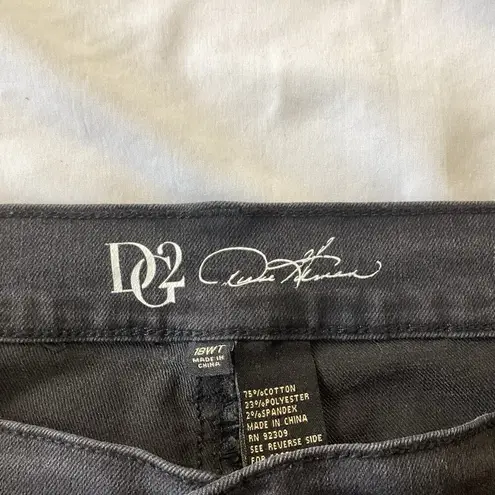 DG2
18WT
MADE IN
CHINA
75%COTTON
23%POLYESTER
2%SPANDEX
MADE IN CHINA
RN 92309
SEE REVERSE SIDE
FOR